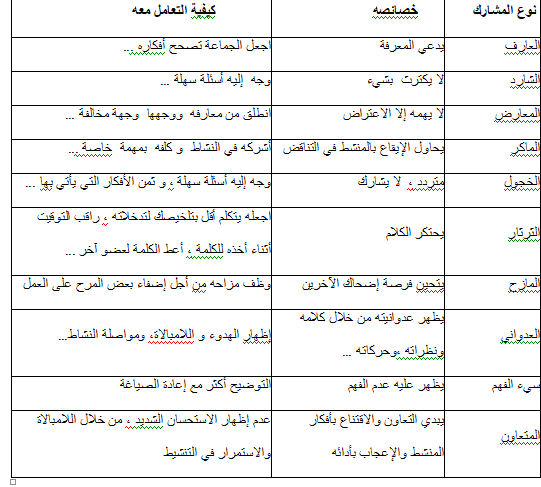 نوع المشارك خصائصه كيفية التعامل معه
العارف يدعي المعرفة اجعل الجماعة تصحح أفكاره ...
الشارد لا يكترث بشيء وجه إليه أسئلة سهلة ...
المعارض لا يهمه إلا الاعتراض انطلق من معارفه ووجهها وجهة مخالفة ...
الماكر يحاول الإيقاع بالمنشط في التناقض أشركه في النشاط و كلفه بمهمة خاصة ...
الخجول متردد ، لا يشارك وجه إليه أسئلة سهلة ، و ثمن الأفكار التي يأتي بها ...
الثرثار يحتكر الكلام اجعله يتكلم أقل بتلخيصك لتدخلاته ، راقب التوقيت
أثناء أخذه للكلمة ، أعط الكلمة لعضو آخر ...
المازح يتحين فرصة إضحاك الآخرين وظف مزاحه من أجل إضفاء بعض المرح على العمل
العدواني يظهر عدوانيته من خلال كلامه
ونظراته ،وحركاته ... إظهار الهدوء و اللامبالاة، ومواصلة النشاط...
سيء الفهم يظهر عليه عدم الفهم التوضيح أكثر مع إعادة الصياغة
المتعاون يبدي التعاون والاقتناع بأفكار
المنشط والإعجاب بأدائه عدم إظهار الاستحسان الشديد ، من خلال اللامبالاة
والاستمرار في التنشيط